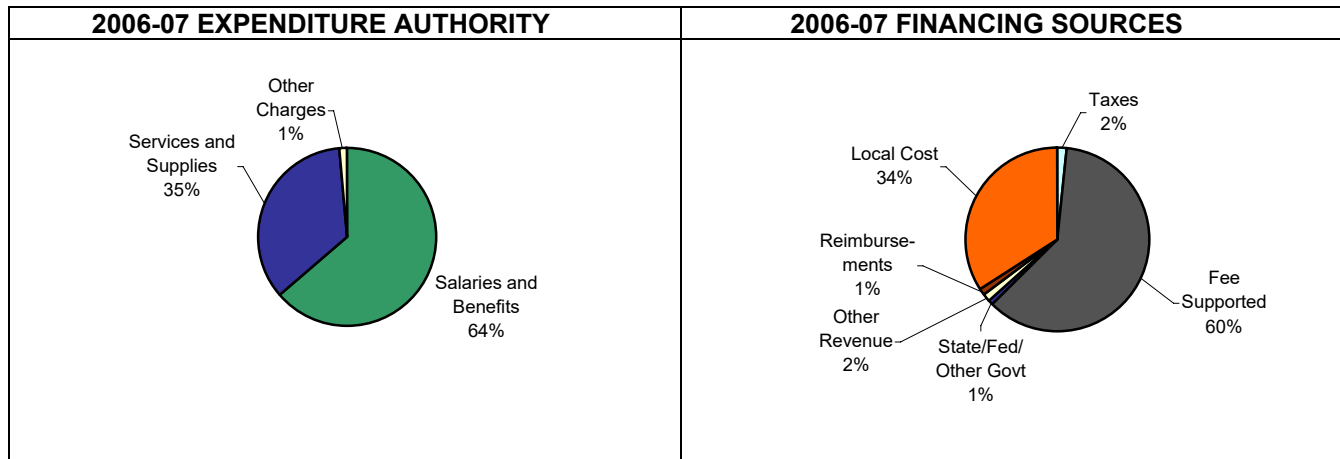 2006-07 EXPENDITURE AUTHORITY
Other
Charges
1%
Services and
Supplies
35%
Salaries and
Benefits
64%
2006-07 FINANCING SOURCES
Taxes
2%
Local Cost
34%
Reimburse-
ments
1%
Other
Revenue
2%
State/Fed/
Other Govt
1%
Fee
Supported
60%